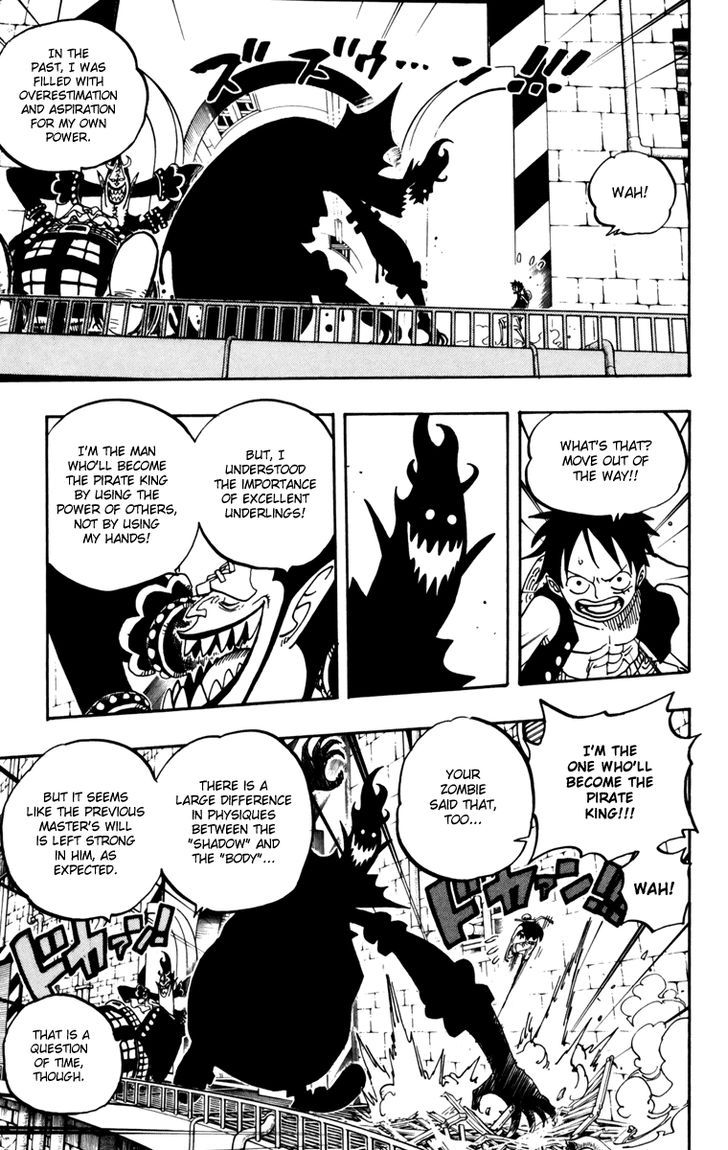 ズズゥ…ン!!!
WAH!
IN THE
PAST, I WAS
FILLED WITH
OVERESTIMATION
AND ASPIRATION
FOR MY OWN
POWER.
WHAT'S THAT?
MOVE OUT OF
THE WAY!!
BUT, I
UNDERSTOOD
THE IMPORTANCE
OF EXCELLENT
UNDERLINGS!
I'M THE MAN
WHO'LL BECOME
THE PIRATE KING
BY USING THE
POWER OF OTHERS,
NOT BY USING
MY HANDS!
I'M THE
ONE WHO'LL
BECOME THE
PIRATE
KING!!!
WAH!
ドカァン!!
YOUR
ZOMBIE
SAID THAT,
TOO...
THERE IS A
LARGE DIFFERENCE
IN PHYSIQUES
BETWEEN THE
"SHADOW" AND
THE "BODY"...
BUT IT SEEMS
LIKE THE PREVIOUS
MASTER'S WILL
IS LEFT STRONG
IN HIM, AS
EXPECTED.
ドカァン!
THAT IS A
QUESTION
OF TIME,
THOUGH.